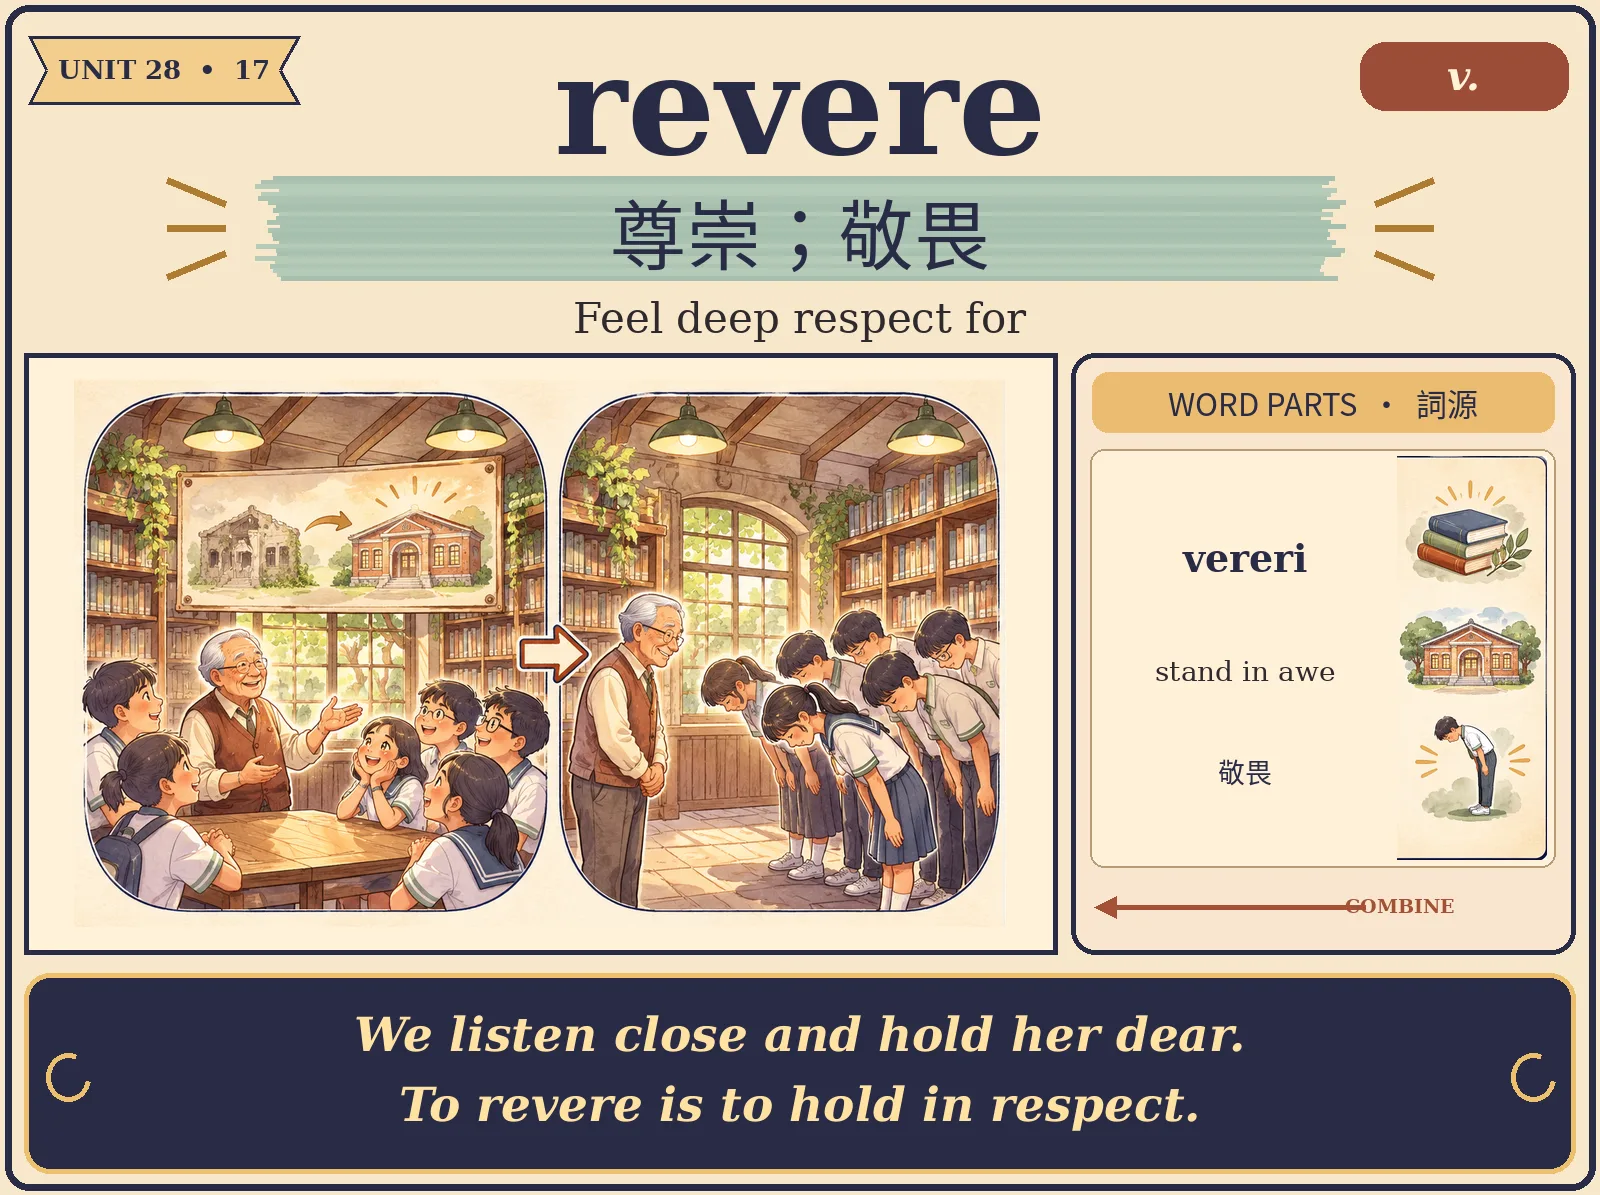 UNIT 28 • 17
revere
v.
尊崇；敬畏
Feel deep respect for
WORD PARTS · 詞源
vereri
stand in awe
敬畏
COMBINE
We listen close and hold her dear.
To revere is to hold in respect.